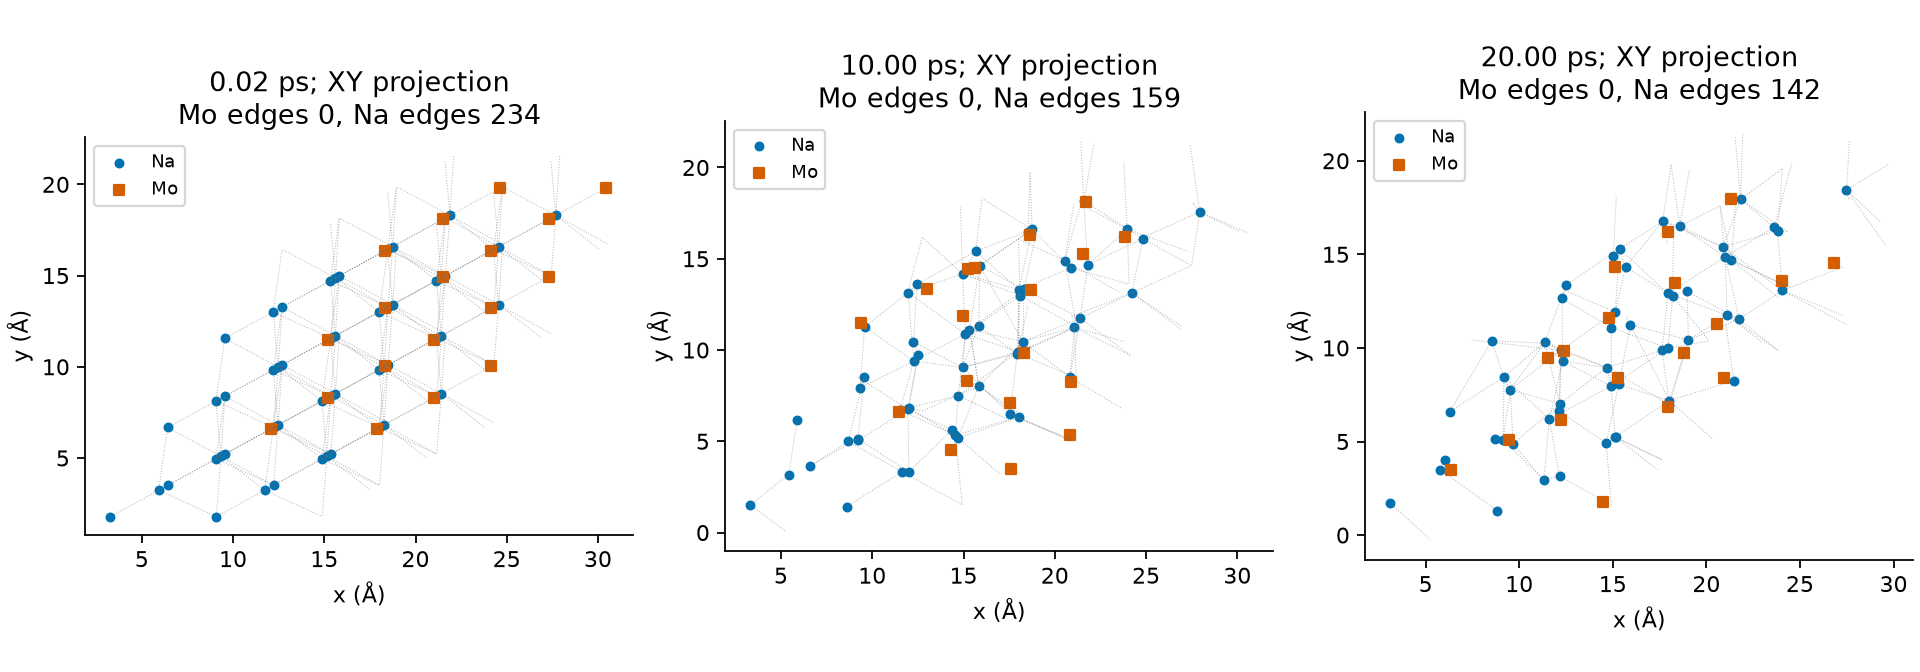 0.02 ps; XY projection
Mo edges 0, Na edges 234
Na
Mo
20
15
10
5
y (Å)
5
10
15
20
25
30
x (Å)
10.00 ps; XY projection
Mo edges 0, Na edges 159
Na
Mo
20
15
10
5
0
y (Å)
5
10
15
20
25
30
x (Å)
20.00 ps; XY projection
Mo edges 0, Na edges 142
Na
Mo
20
15
10
5
0
y (Å)
5
10
15
20
25
30
x (Å)